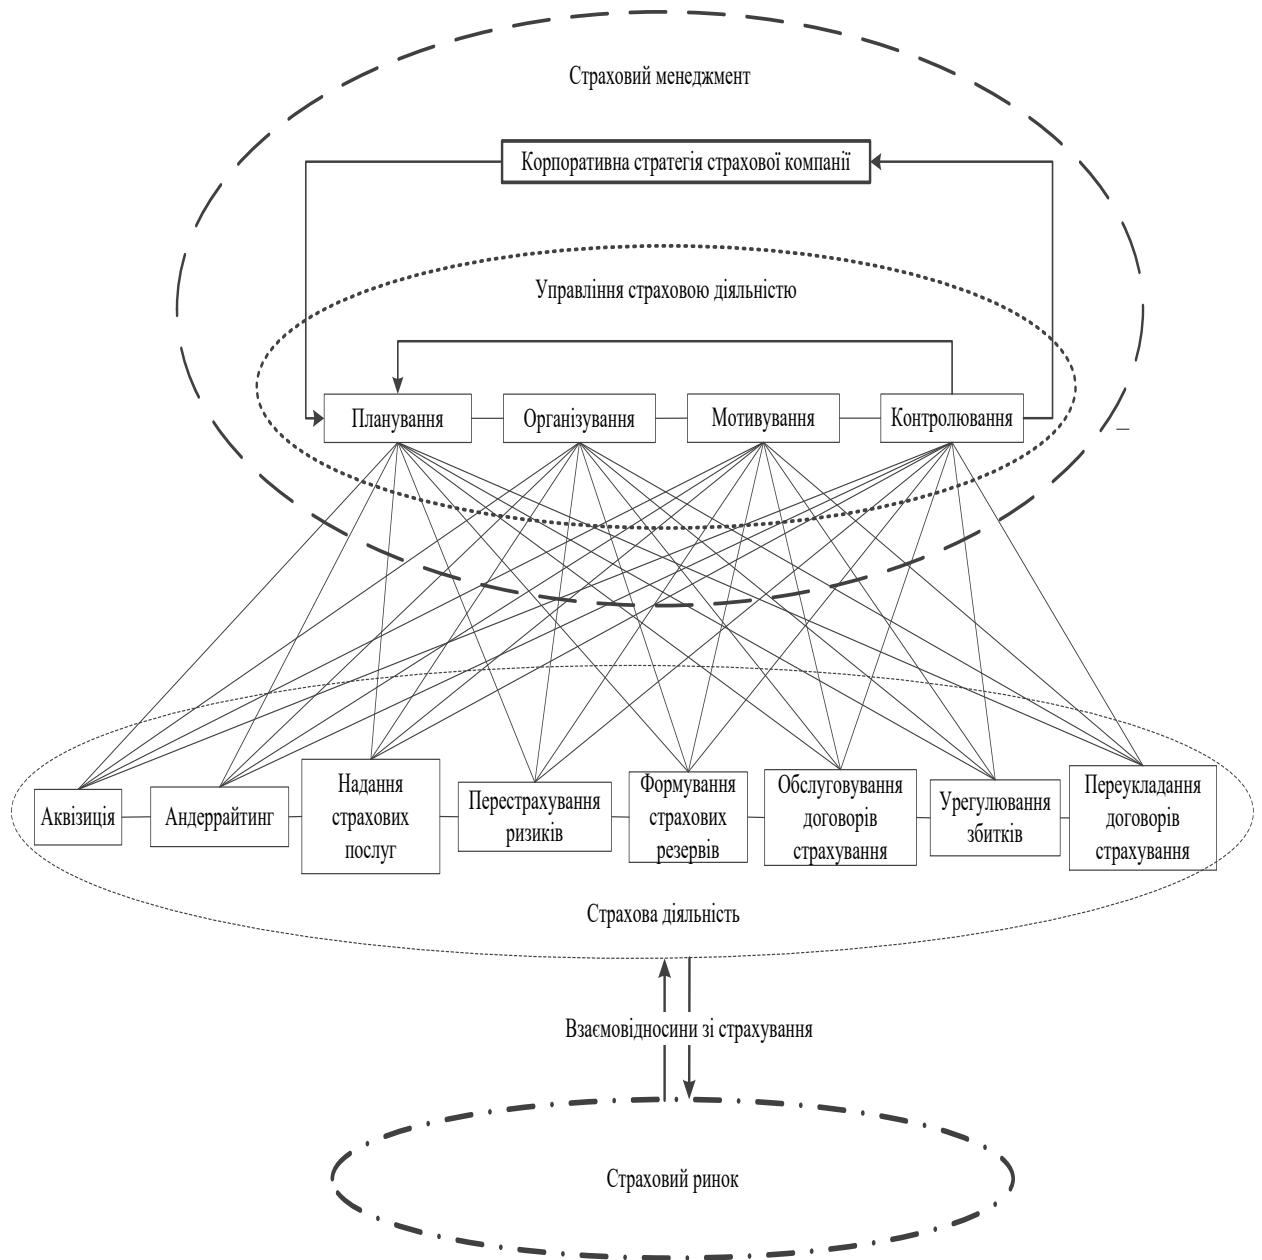 Страховий менеджмент
Корпоративна стратегія страхової компанії
Управління страховою діяльністю
Планування
Організування
Мотивування
Контролювання
Аквізиція
Андеррайтинг
Надання
страхових
послуг
Перестрахування
ризиків
Формування
страхових
резервів
Обслуговування
договорів
страхування
Урегулювання
збитків
Переукладання
договорів
страхування
Страхова діяльність
Взаємовідносини зі страхування
Страховий ринок